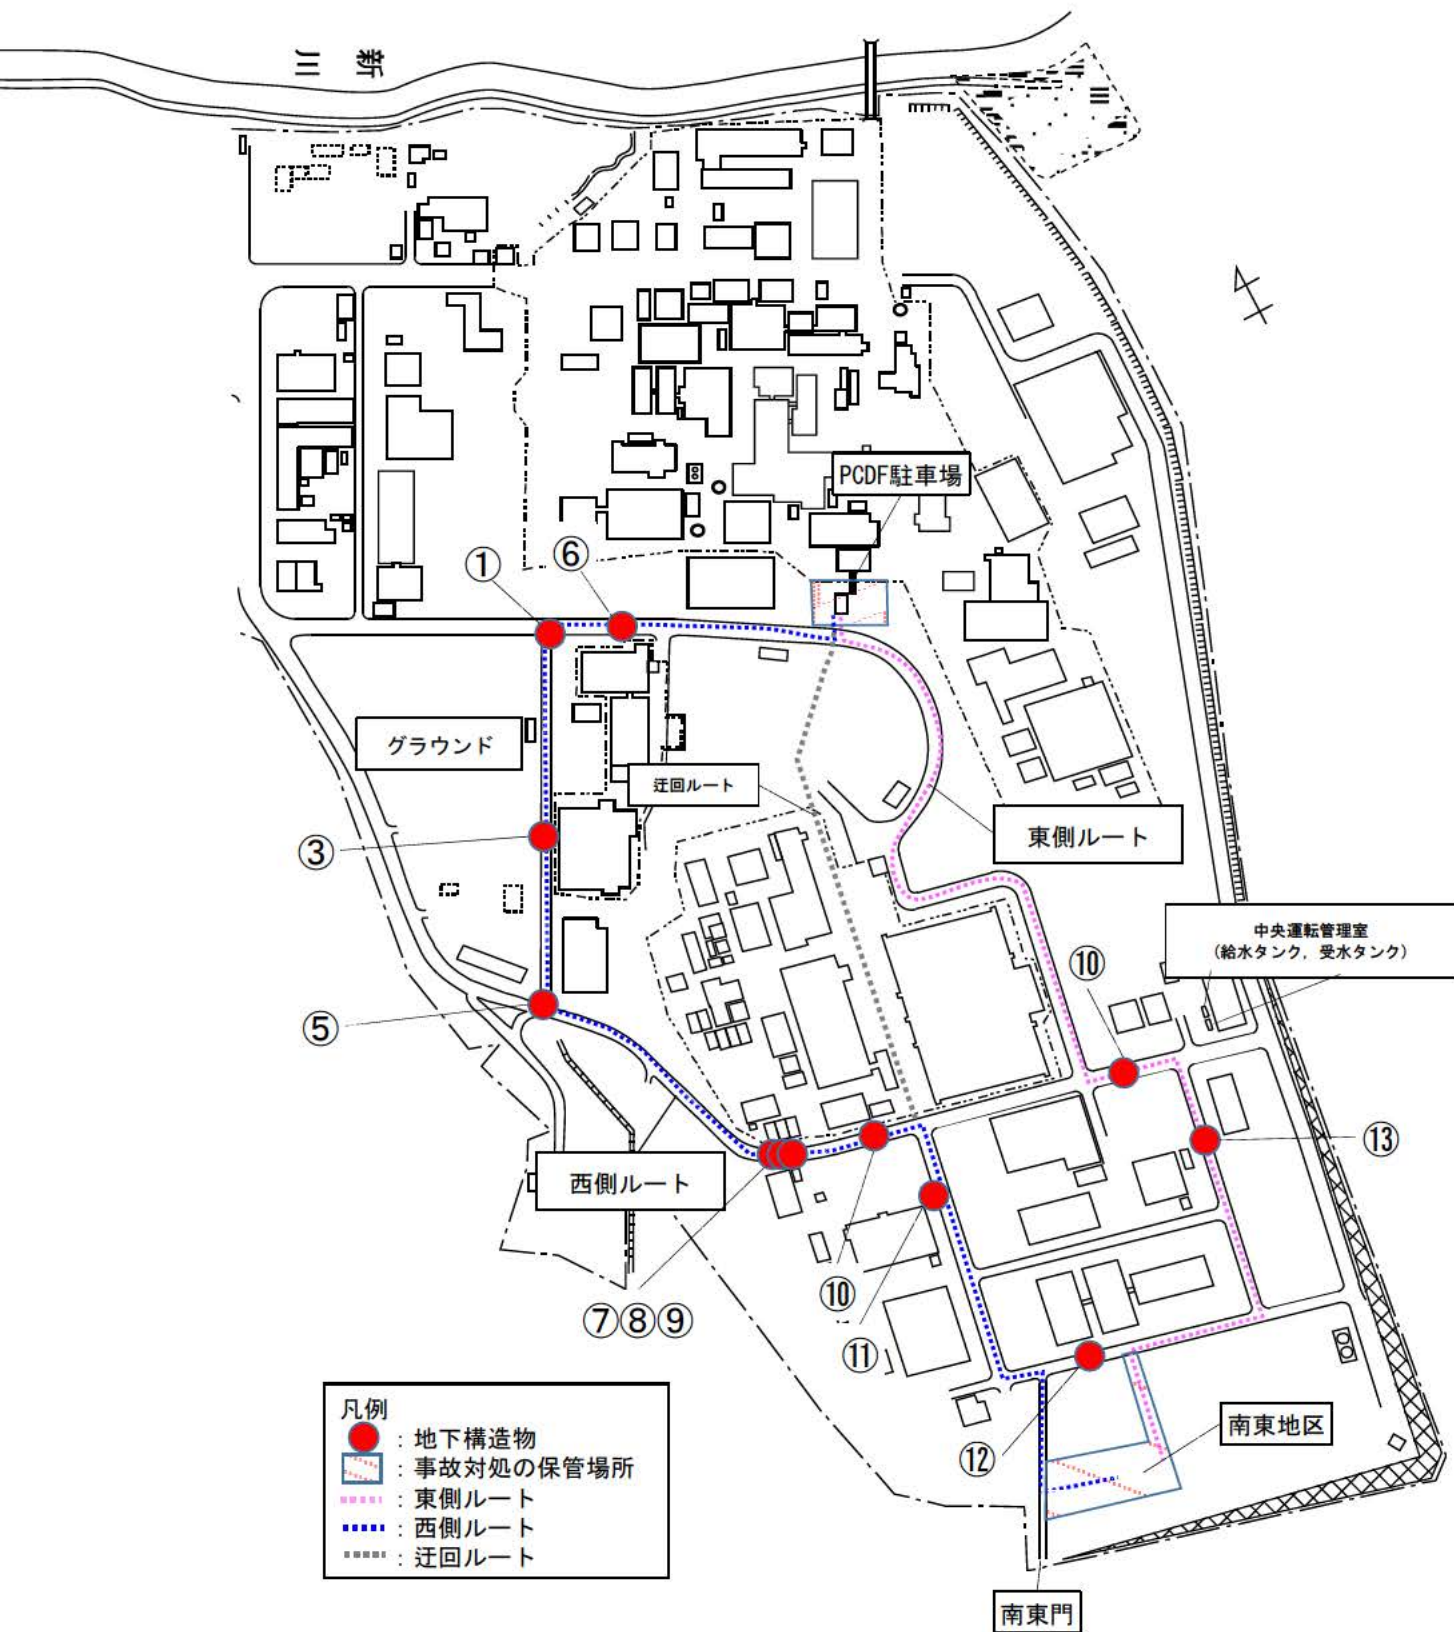 新
川
PCDF駐車場
①
⑥
グラウンド
迂回ルート
東側ルート
③
中央運転管理室
(給水タンク, 受水タンク)
⑩
⑤
⑬
西側ルート
⑩
⑦⑧⑨
⑪
凡例
: 地下構造物
: 事故対処の保管場所
: 東側ルート
: 西側ルート
: 迂回ルート
⑫
南東地区
南東門